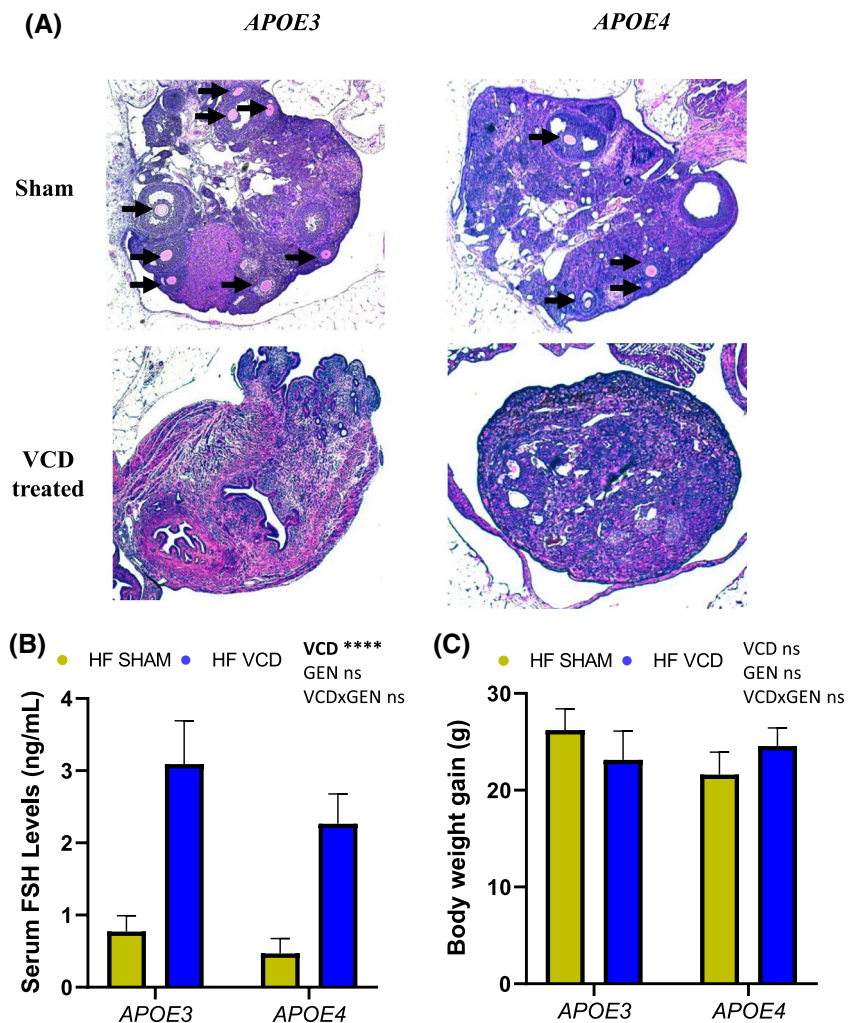 (A)
APOE3 APOE4
Sham
VCD
treated
(B)
HF SHAM HF VCD
VCD ****
GEN ns
VCDxGEN ns
Serum FSH Levels (ng/mL)
4
3
2
1
0
APOE3 APOE4
(C)
HF SHAM HF VCD
VCD ns
GEN ns
VCDxGEN ns
Body weight gain (g)
30
20
10
0
APOE3 APOE4